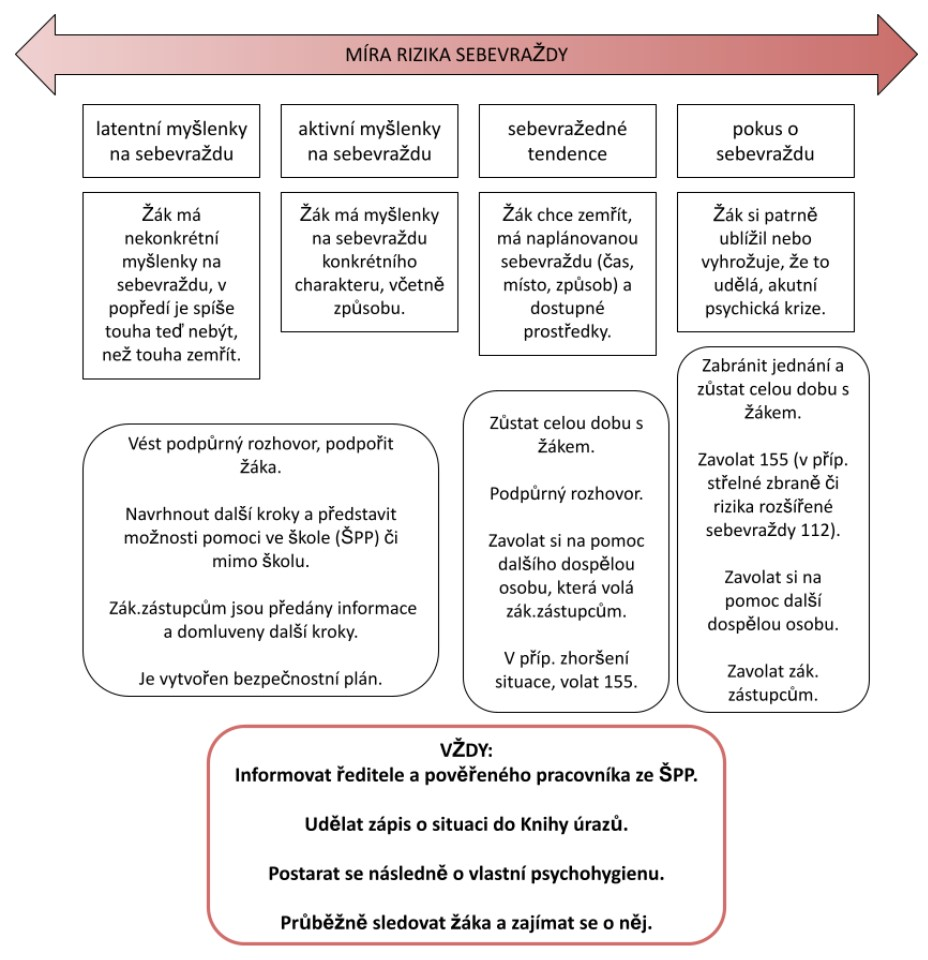 MÍRA RIZIKA SEBEVRAŽDY
latentní myšlenky
na sebevraždu
aktivní myšlenky
na sebevraždu
sebevražedné
tendence
pokus o
sebevraždu
Žák má
nekonkrétní
myšlenky na
sebevraždu, v
popředí je spíše
touha teď nebýt,
než touha zemřít.
Žák má myšlenky
na sebevraždu
konkrétního
charakteru, včetně
způsobu.
Žák chce zemřít,
má naplánovanou
sebevraždu (čas,
místo, způsob) a
dostupné
prostředky.
Žák si patrně
ublížil nebo
vyhrožuje, že to
udělá, akutní
psychická krize.
Vést podpůrný rozhovor, podpořit
žáka.
Navrhnout další kroky a představit
možnosti pomoci ve škole (ŠPP) či
mimo školu.
Zák.zástupcům jsou předány informace
a domluveny další kroky.
Je vytvořen bezpečnostní plán.
Zůstat celou dobu s
žákem.
Podpůrný rozhovor.
Zavolat si na pomoc
dalšího dospělou
osobu, která volá
zák.zástupcům.
V příp. zhoršení
situace, volat 155.
Zabránit jednání a
zůstat celou dobu s
žákem.
Zavolat 155 (v příp.
střelné zbraně či
rizika rozšířené
sebevraždy 112).
Zavolat si na
pomoc další
dospělou osobu.
Zavolat zák.
zástupcům.
VŽDY:
Informovat ředitele a pověřeného pracovníka ze ŠPP.
Udělat zápis o situaci do Knihy úrazů.
Postarat se následně o vlastní psychohygienu.
Průběžně sledovat žáka a zajímat se o něj.